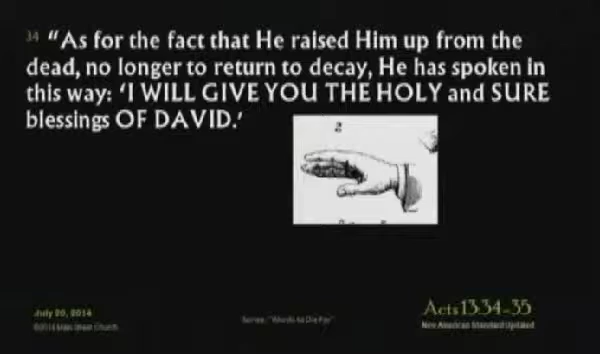 34 “As for the fact that He raised Him up from the
dead, no longer to return to decay, He has spoken in
this way: ‘I WILL GIVE YOU THE HOLY and SURE
blessings OF DAVID.’
2
July 20, 2014
Acts 13:34-35
New American Standard Updated